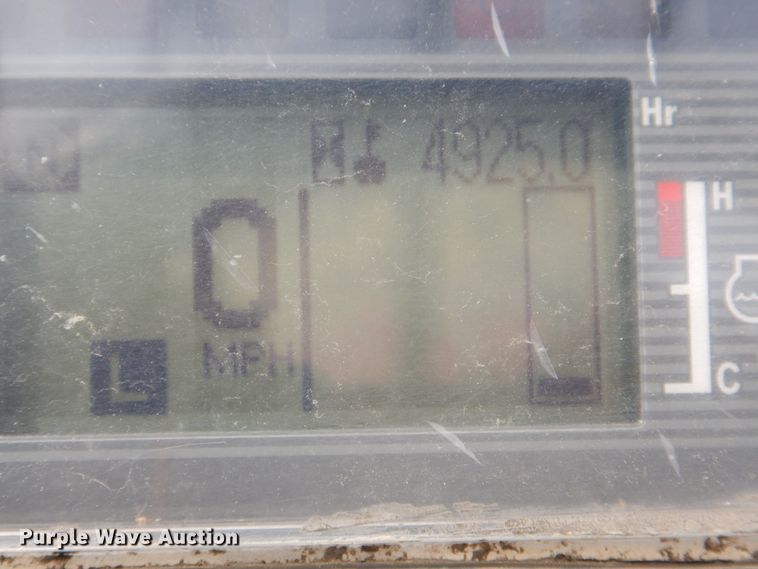 4925.0 Hr
H
0
MPH
L
C
Purple Wave Auction